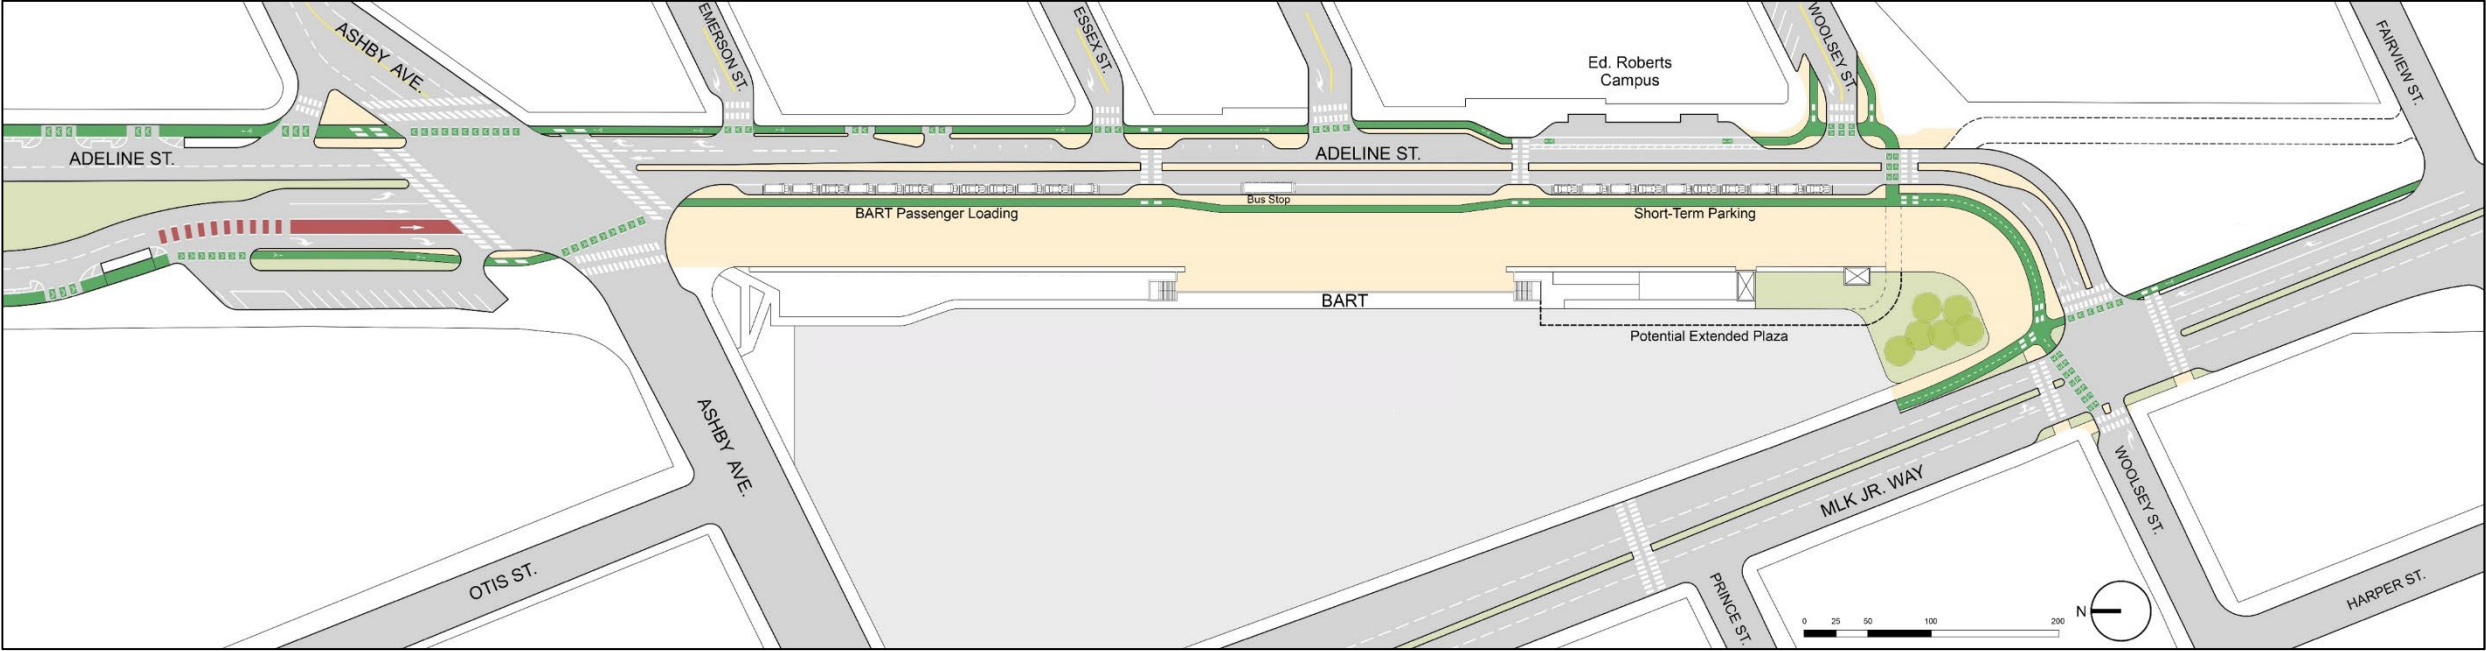 ASHBY AVE.
EMERSON ST.
ESSEX ST.
WOOLSEY ST.
FAIRVIEW ST.
Ed. Roberts
Campus
ADELINE ST.
ADELINE ST.
BART Passenger Loading
Bus Stop
Short-Term Parking
BART
Potential Extended Plaza
ASHBY AVE.
MLK JR. WAY
WOOLSEY ST.
OTIS ST.
PRINCE ST.
HARPER ST.
N
0 25 50 100 200